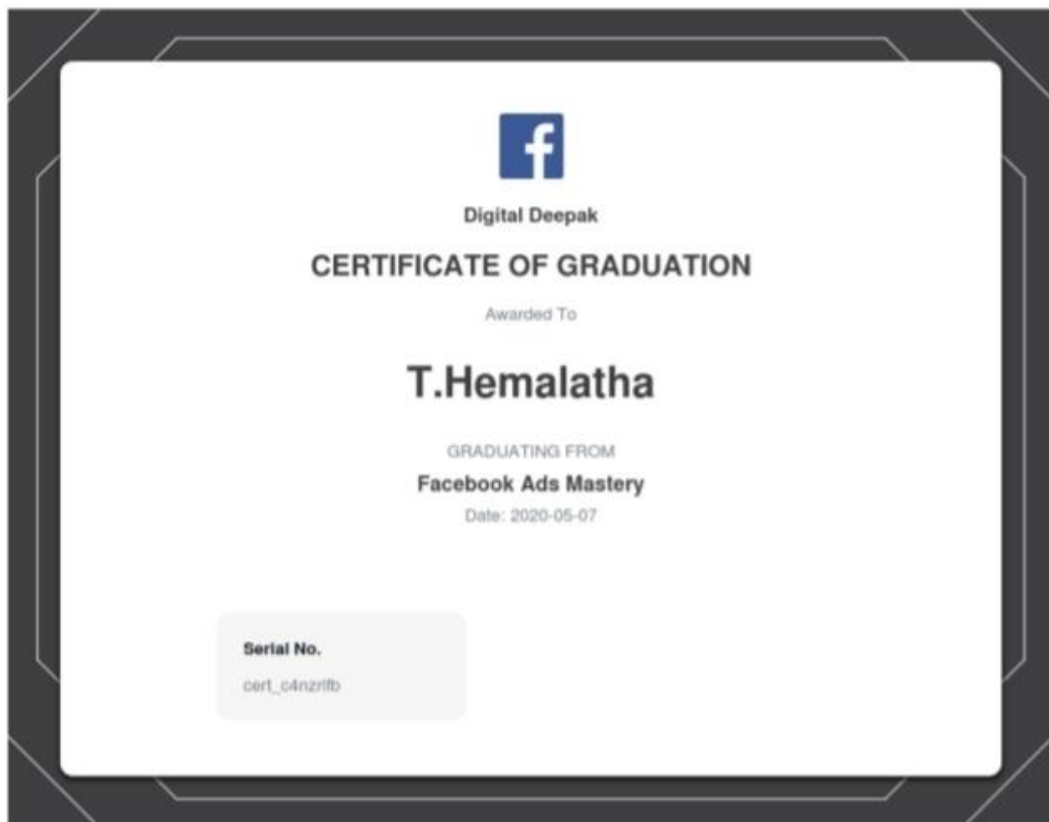 Digital Deepak
CERTIFICATE OF GRADUATION
Awarded To
T.Hemalatha
GRADUATING FROM
Facebook Ads Mastery
Date: 2020-05-07
Serial No.